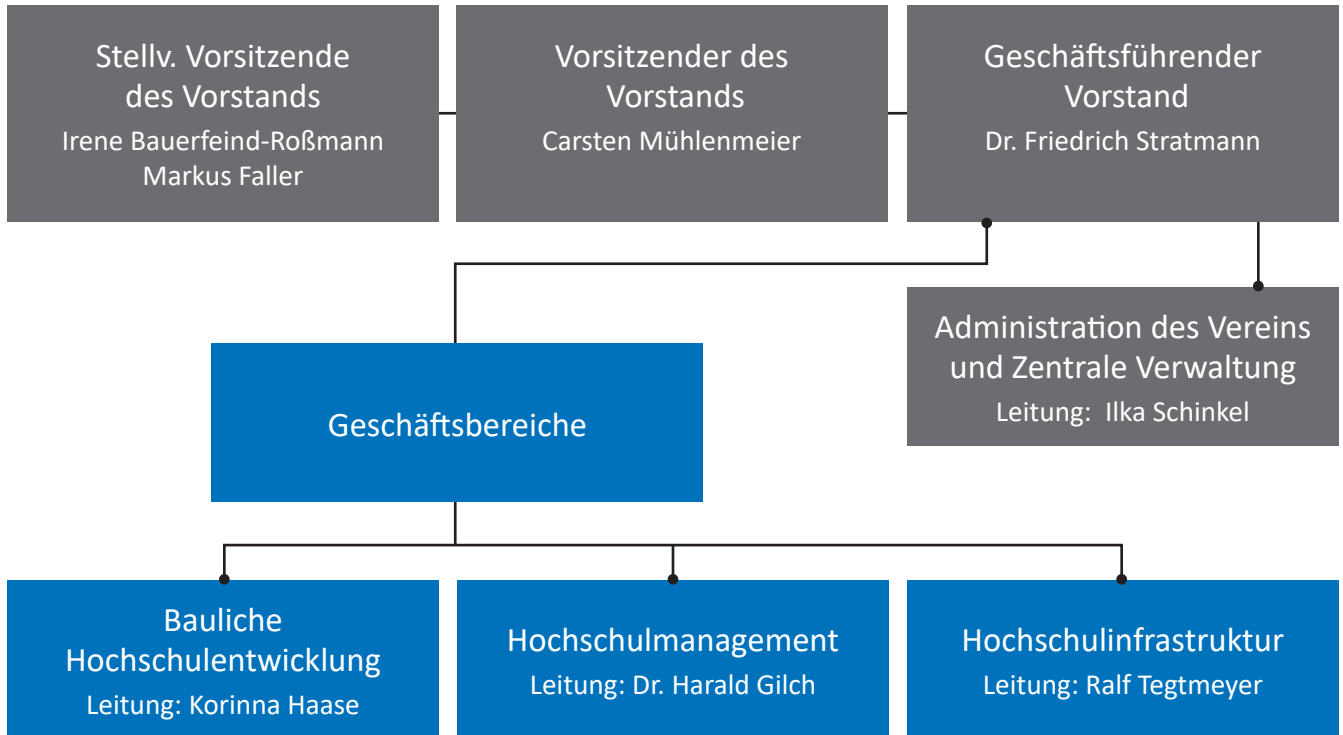 Stellv. Vorsitzende
des Vorstands
Irene Bauerfeind-Roßmann
Markus Faller
Vorsitzender des
Vorstands
Carsten Mühlenmeier
Geschäftsführender
Vorstand
Dr. Friedrich Stratmann
Administration des Vereins
und Zentrale Verwaltung
Leitung: Ilka Schinkel
Geschäftsbereiche
Bauliche
Hochschulentwicklung
Leitung: Korinna Haase
Hochschulmanagement
Leitung: Dr. Harald Gilch
Hochschulinfrastruktur
Leitung: Ralf Tegtmeyer